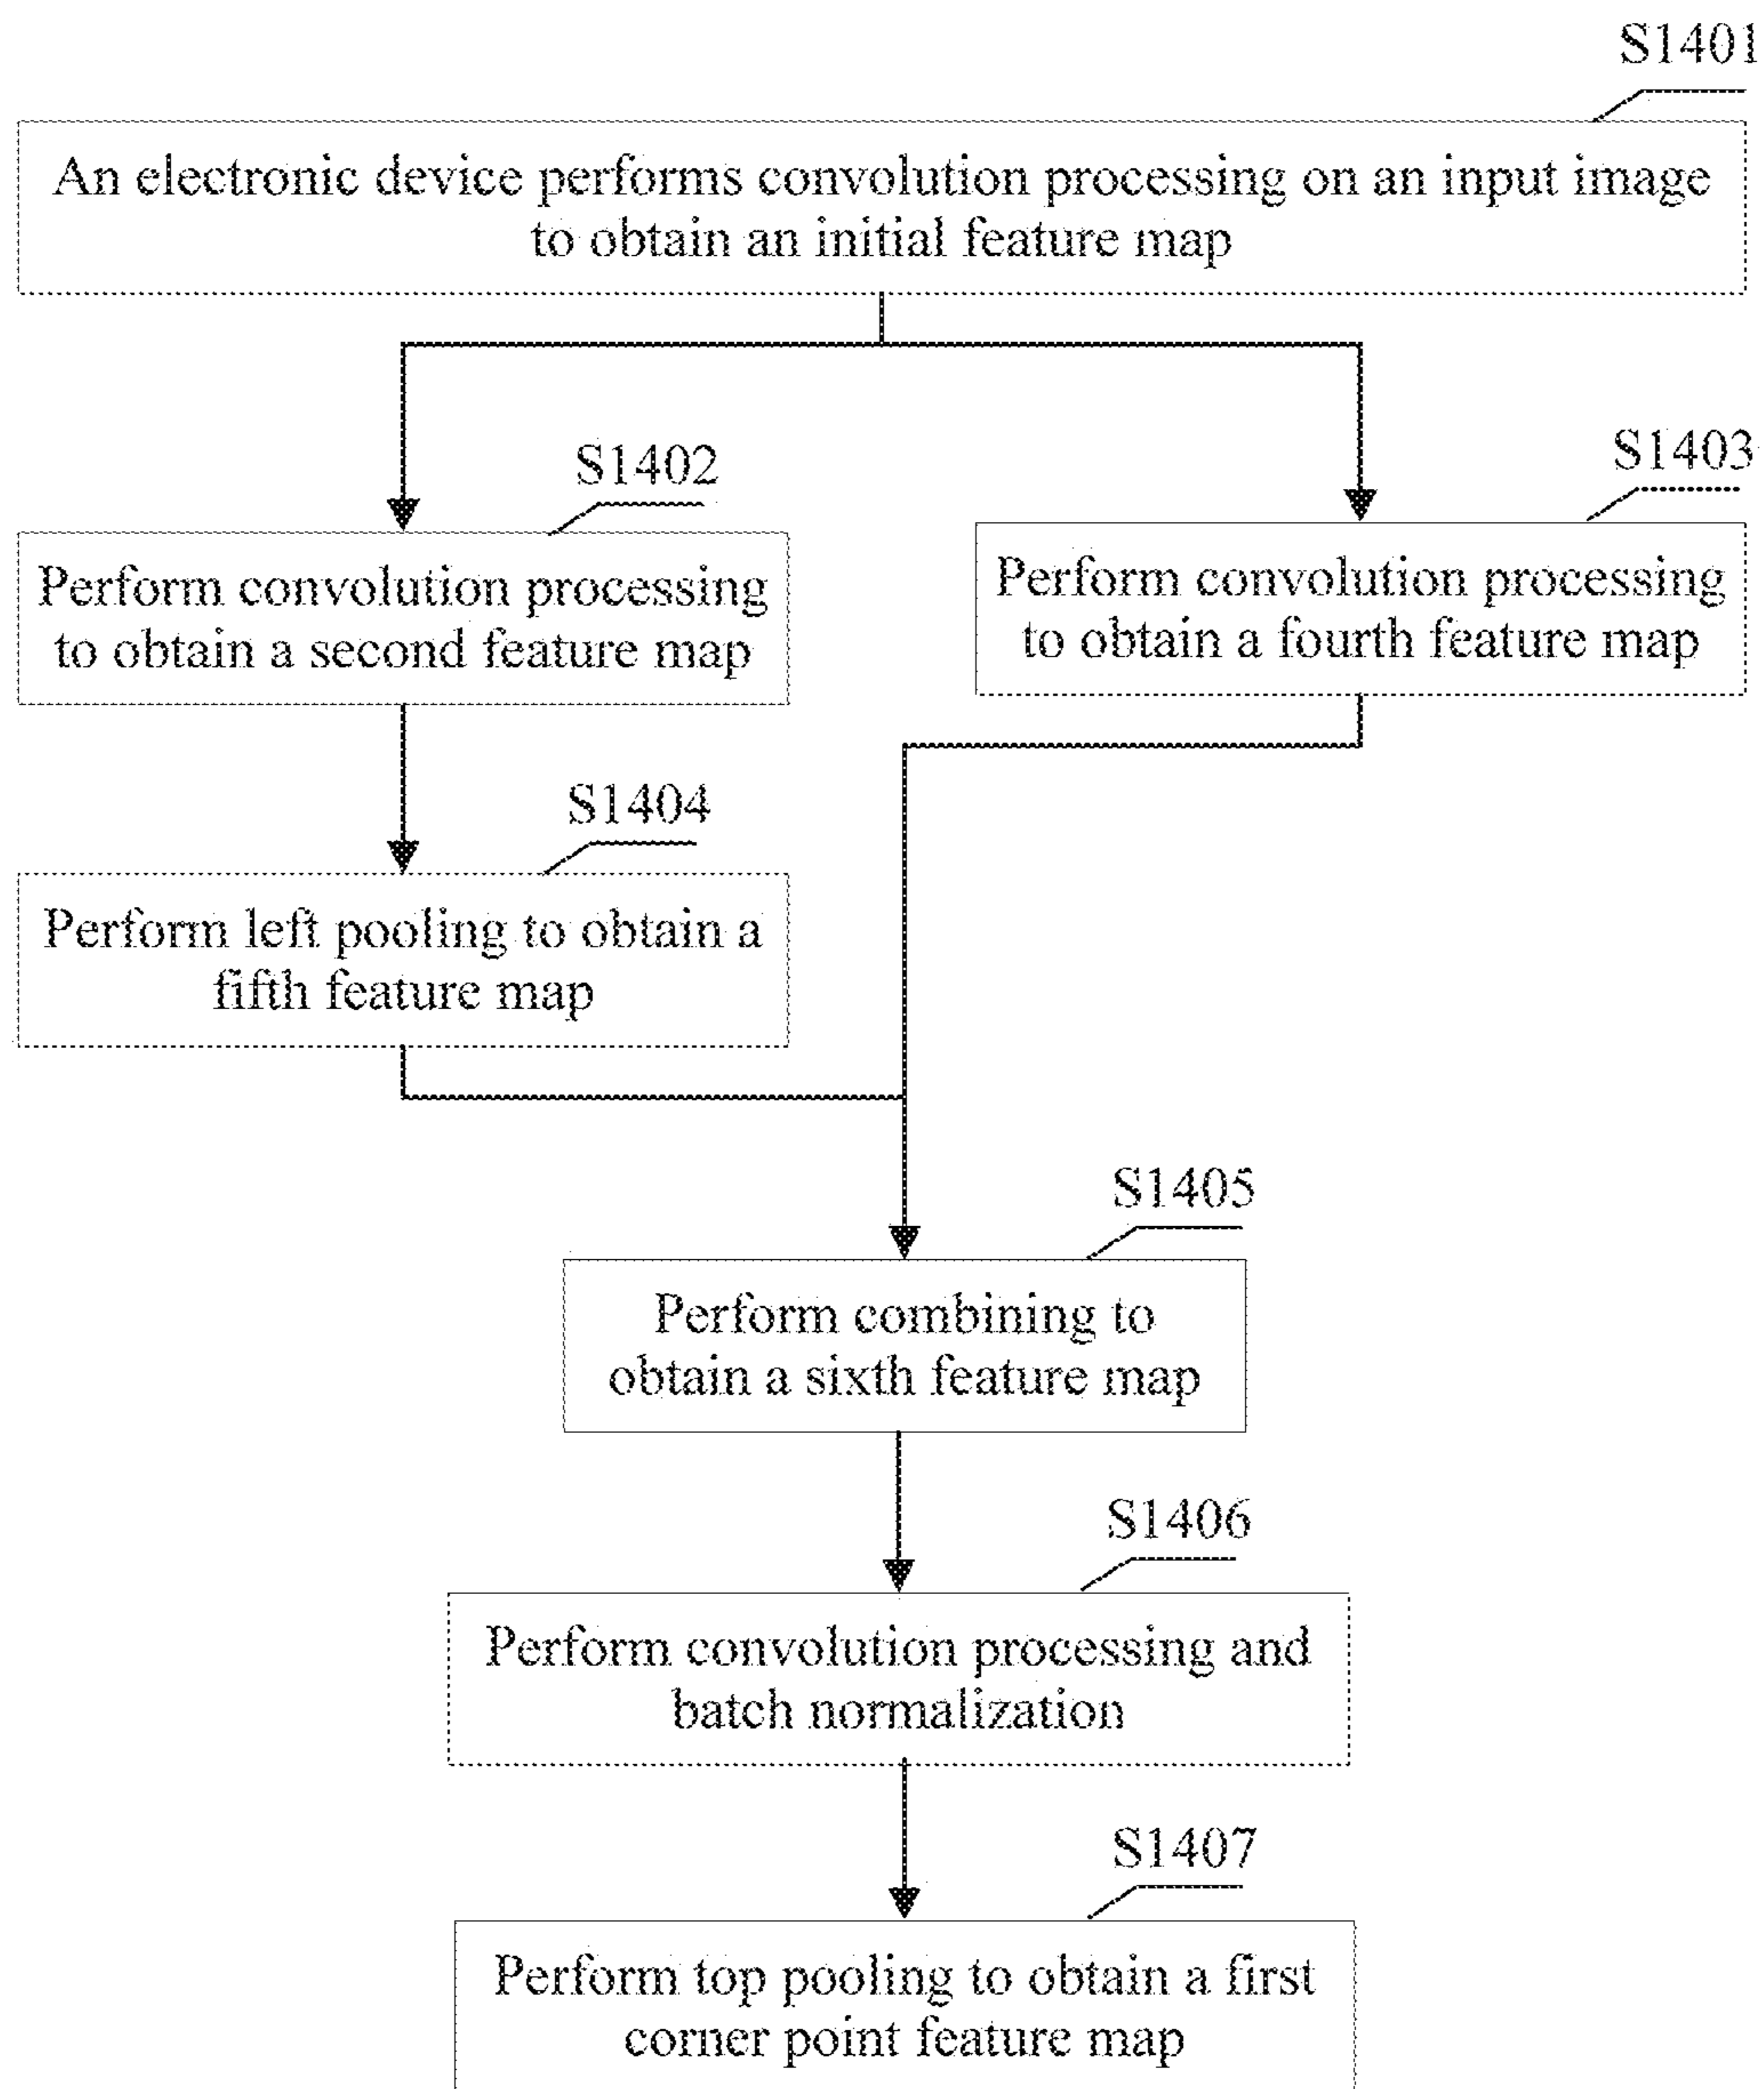 S1401
An electronic device performs convolution processing on an input image
to obtain an initial feature map
S1402
S1403
Perform convolution processing
to obtain a second feature map
Perform convolution processing
to obtain a fourth feature map
S1404
Perform left pooling to obtain a
fifth feature map
S1405
Perform combining to
obtain a sixth feature map
S1406
Perform convolution processing and
batch normalization
S1407
Perform top pooling to obtain a first
corner point feature map